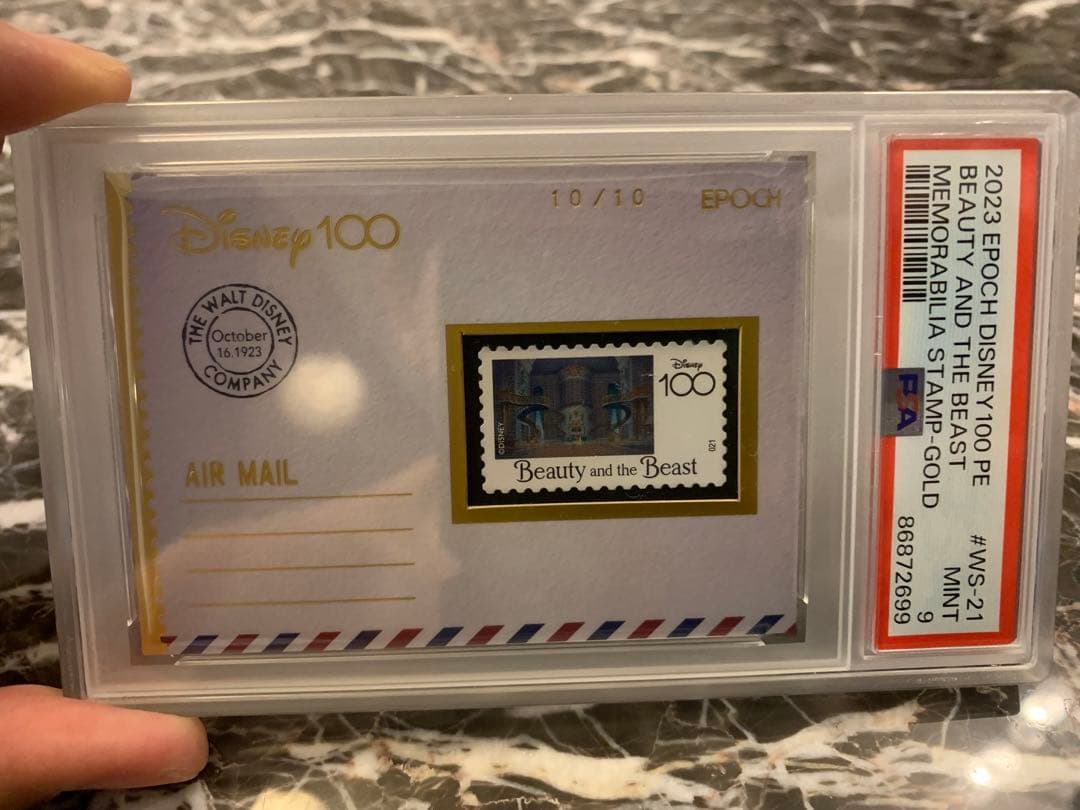 10/10
EPOCH
Disney100
THE WALT DISNEY
October
16.1923
COMPANY
AIR MAIL
Disney
100
©DISNEY
021
Beauty and the Beast
2023 EPOCH DISNEY100 PE #WS-21
BEAUTY AND THE BEAST MINT
MEMORABILIA STAMP-GOLD 9
86872699
PSA